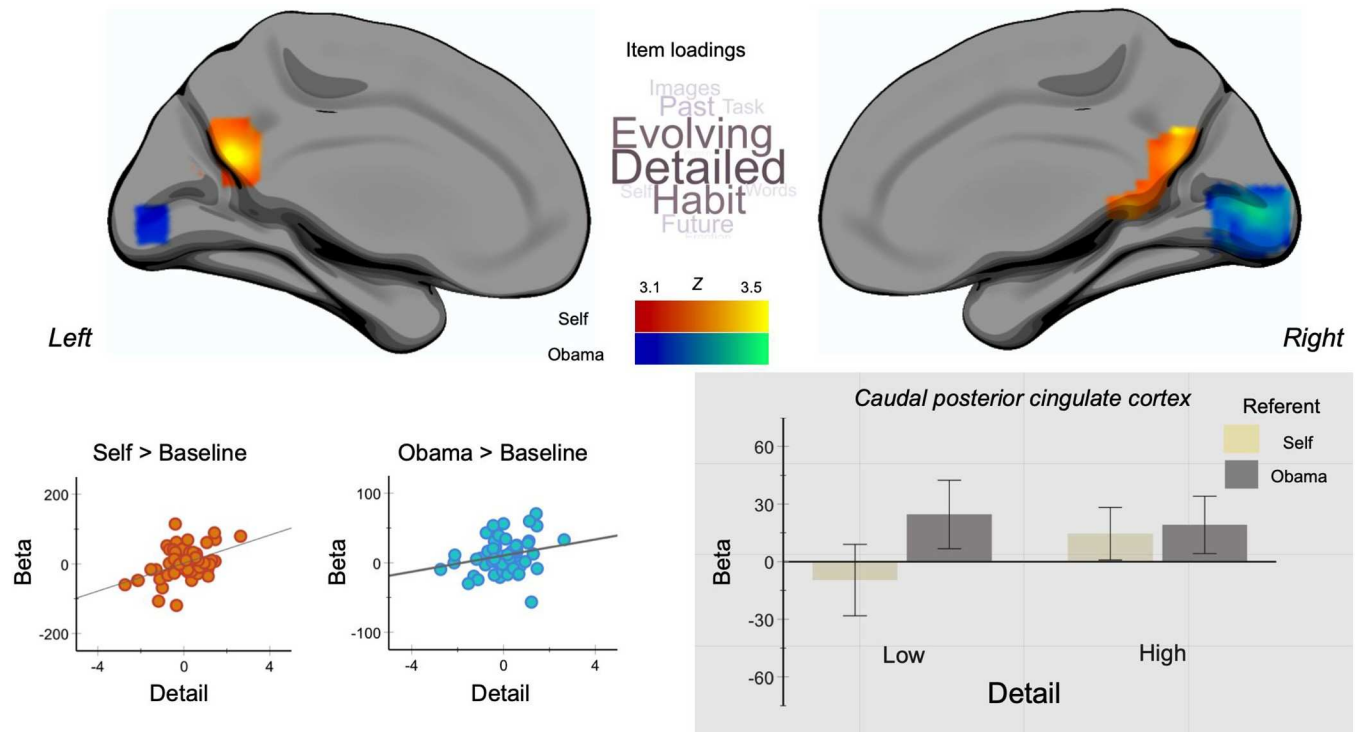 Item loadings
Images
Past Task
Evolving
Detailed
Self Words
Habit
Future
3.1 Z 3.5
Self
Obama
Left
Right
Self > Baseline
200
0
-200
Beta
-4 0 4
Detail
Obama > Baseline
100
0
-100
Beta
-4 0 4
Detail
Caudal posterior cingulate cortex
Referent
Self
Obama
60
30
0
-30
-60
Beta
Low High
Detail